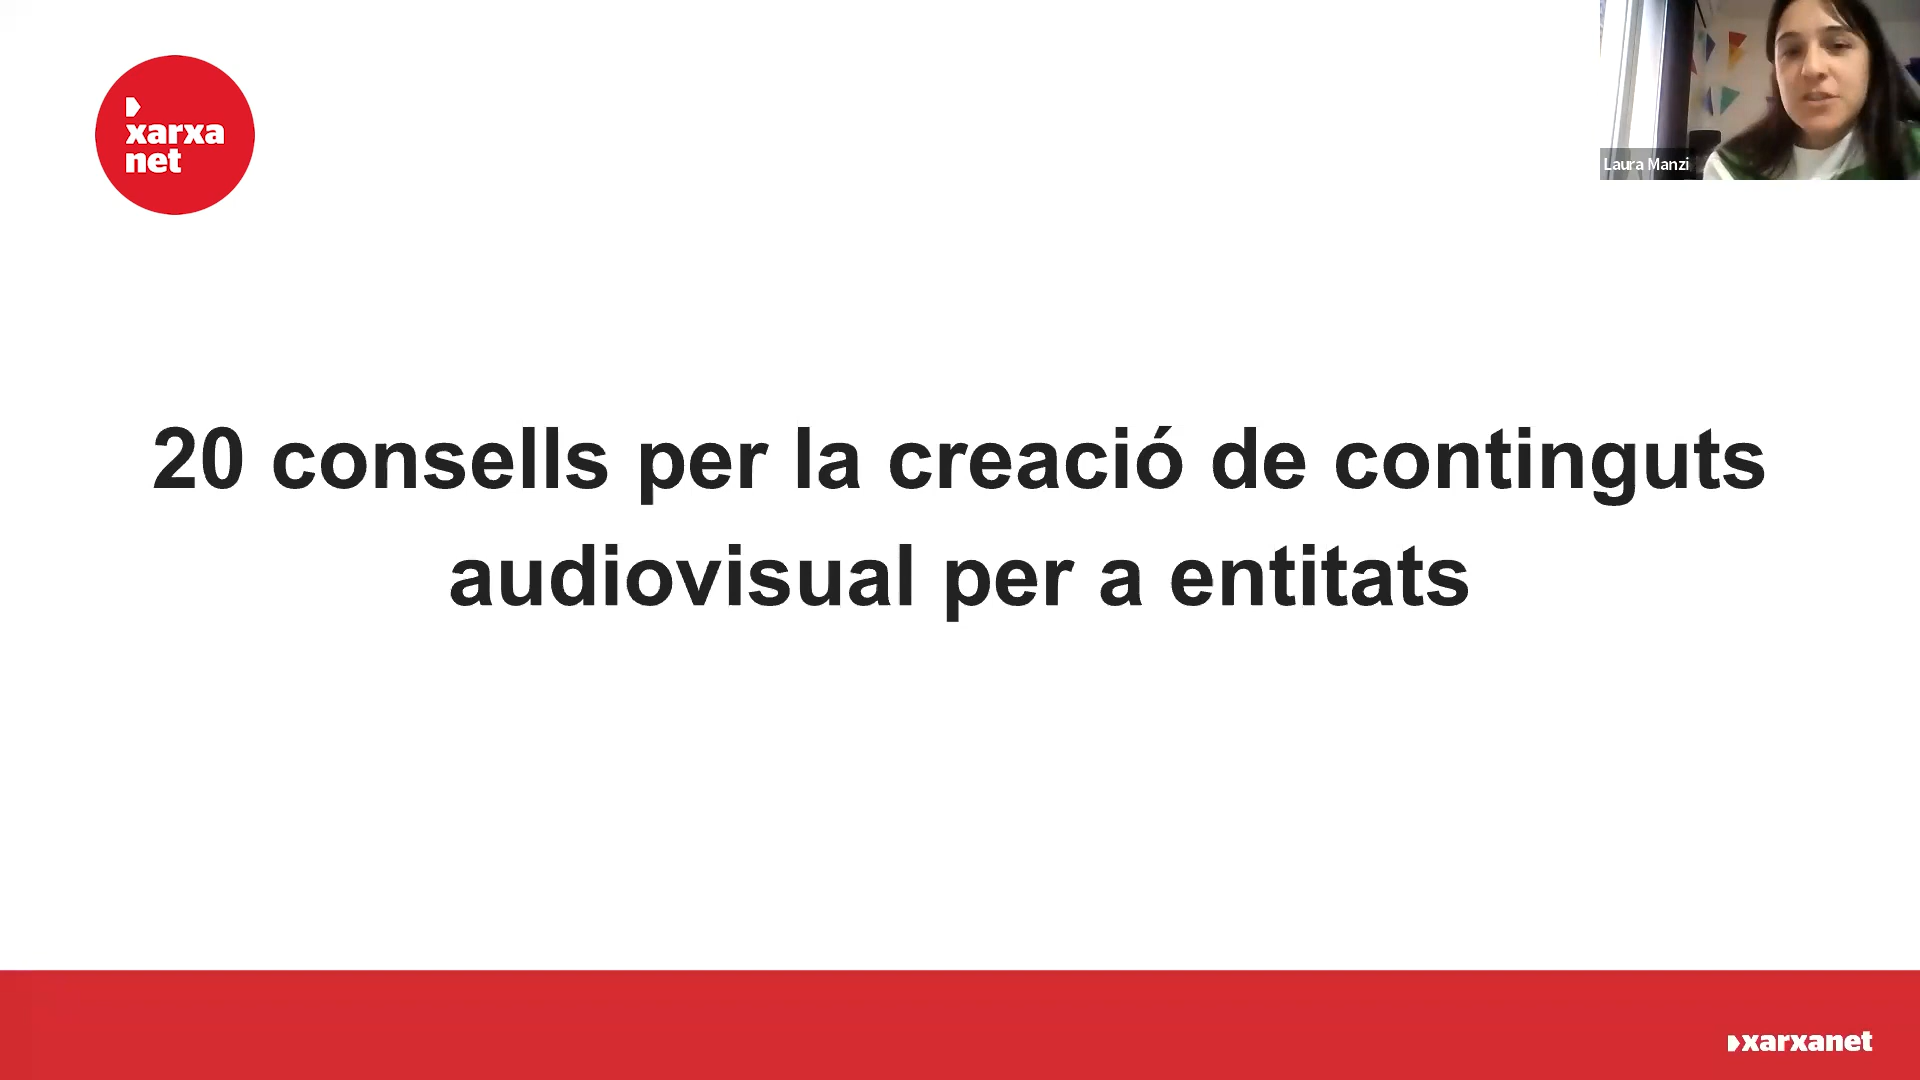 xarxa
net
Laura Manzi
20 consells per la creació de continguts
audiovisual per a entitats
xarxanet